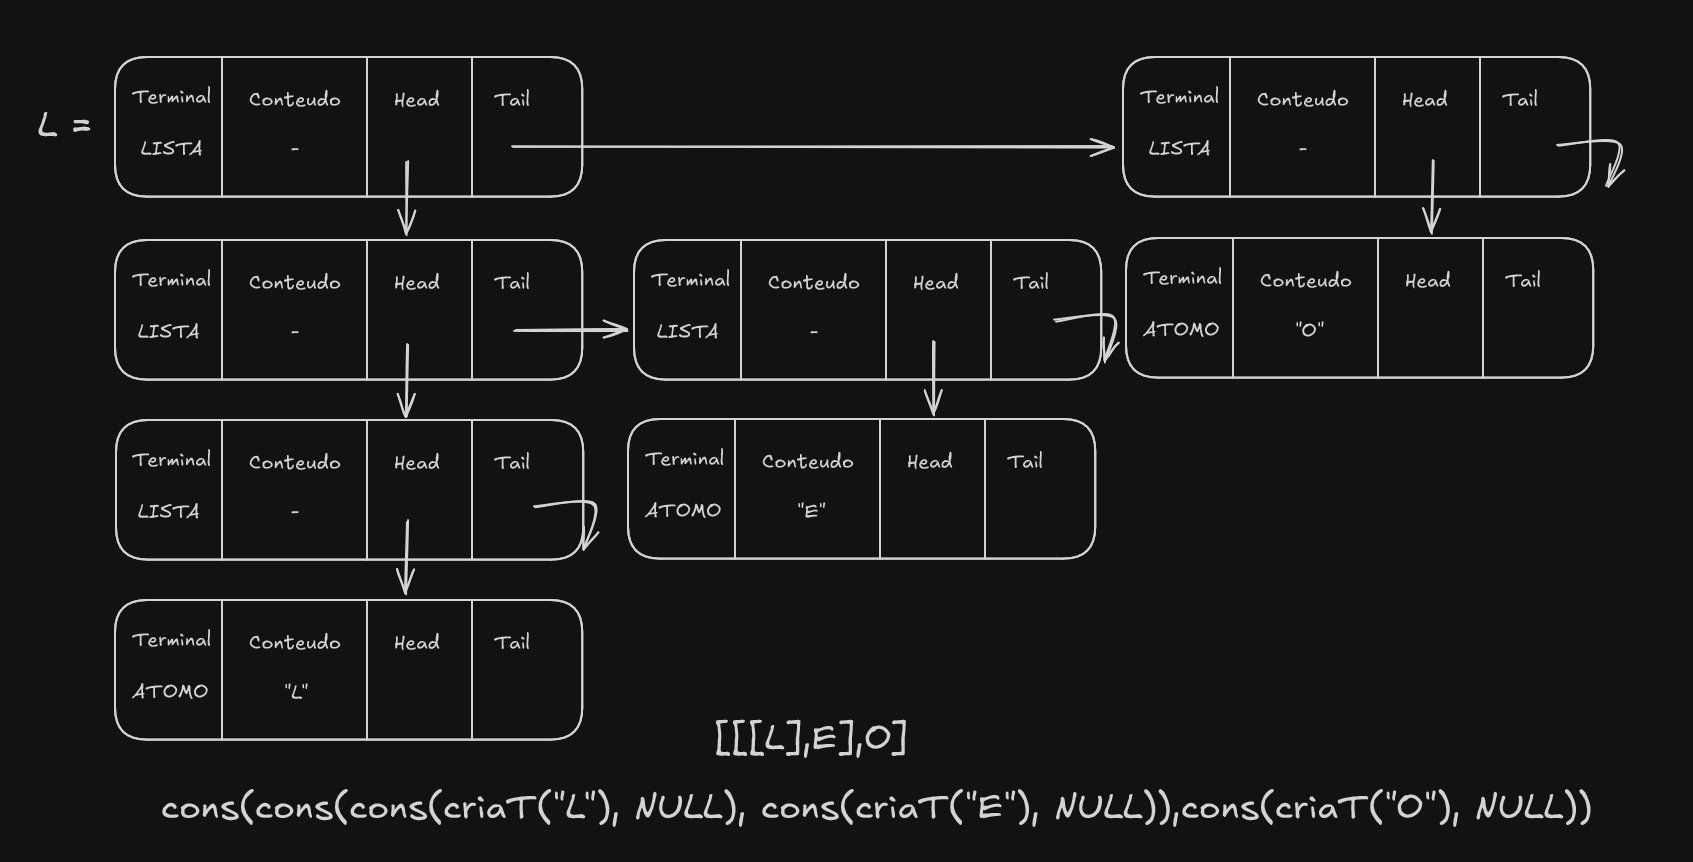 L =
Terminal Conteudo Head Tail
LISTA -
Terminal Conteudo Head Tail
LISTA -
Terminal Conteudo Head Tail
LISTA -
Terminal Conteudo Head Tail
LISTA -
Terminal Conteudo Head Tail
ATOMO "O"
Terminal Conteudo Head Tail
LISTA -
Terminal Conteudo Head Tail
ATOMO "E"
Terminal Conteudo Head Tail
ATOMO "L"
[[[L],E],O]
cons(cons(cons(criaT("L"), NULL), cons(criaT("E"), NULL)),cons(criaT("O"), NULL))